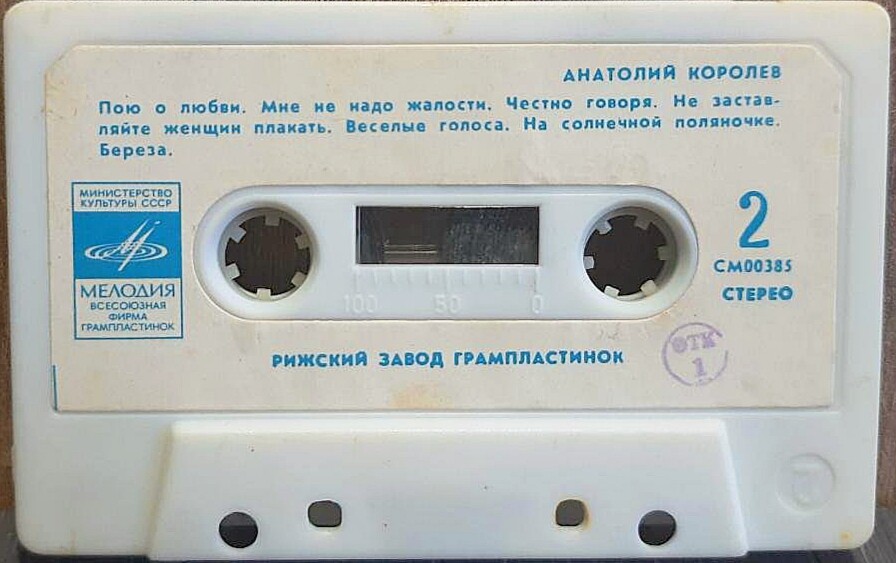 АНАТОЛИЙ КОРОЛЕВ
Пою о любви. Мне не надо жалости. Честно говоря. Не застав-
ляйте женщин плакать. Веселые голоса. На солнечной поляночке.
Береза.
МИНИСТЕРСТВО
КУЛЬТУРЫ СССР
МЕЛОДИЯ
ВСЕСОЮЗНАЯ
ФИРМА
ГРАМПЛАСТИНОК
2
СМ00385
СТЕРЕО
100 50 0
РИЖСКИЙ ЗАВОД ГРАМПЛАСТИНОК
ОТК
1